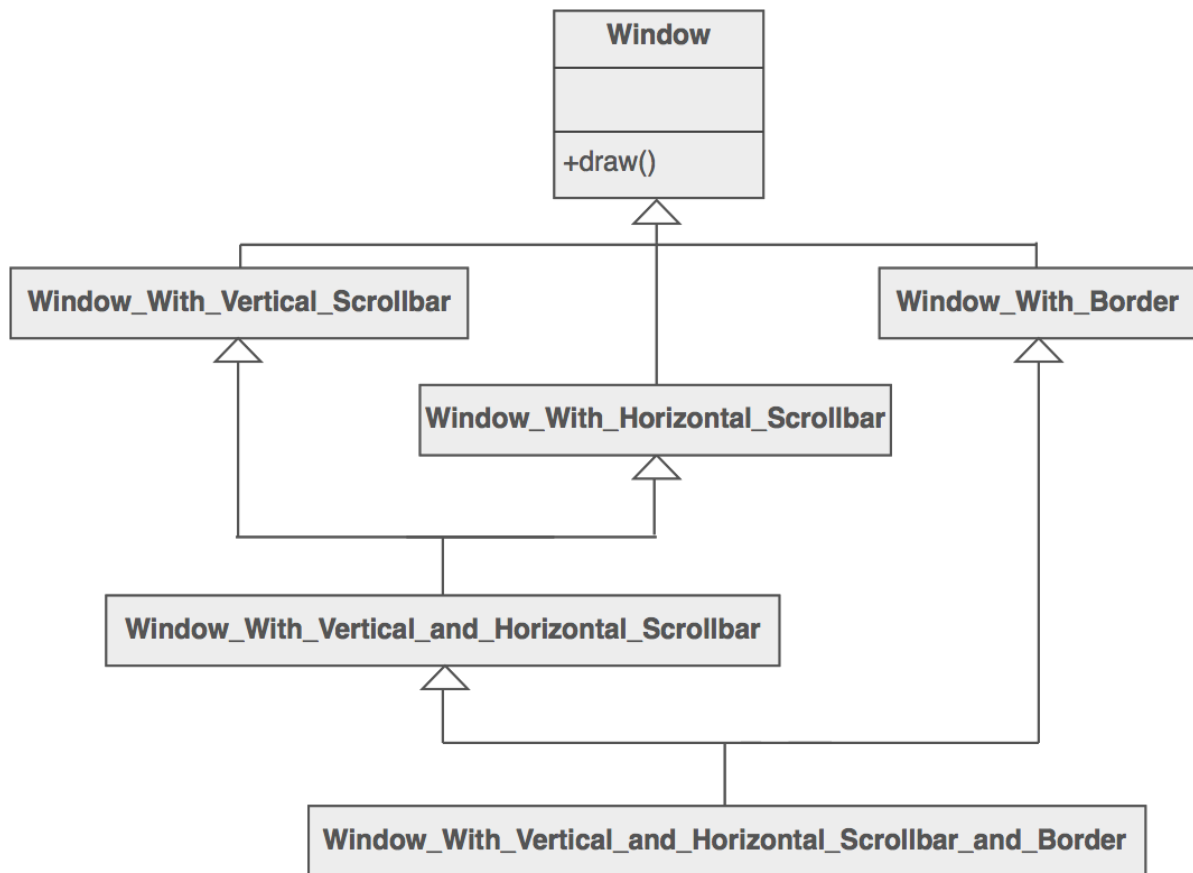 Window
+draw()
Window_With_Vertical_Scrollbar
Window_With_Border
Window_With_Horizontal_Scrollbar
Window_With_Vertical_and_Horizontal_Scrollbar
Window_With_Vertical_and_Horizontal_Scrollbar_and_Border